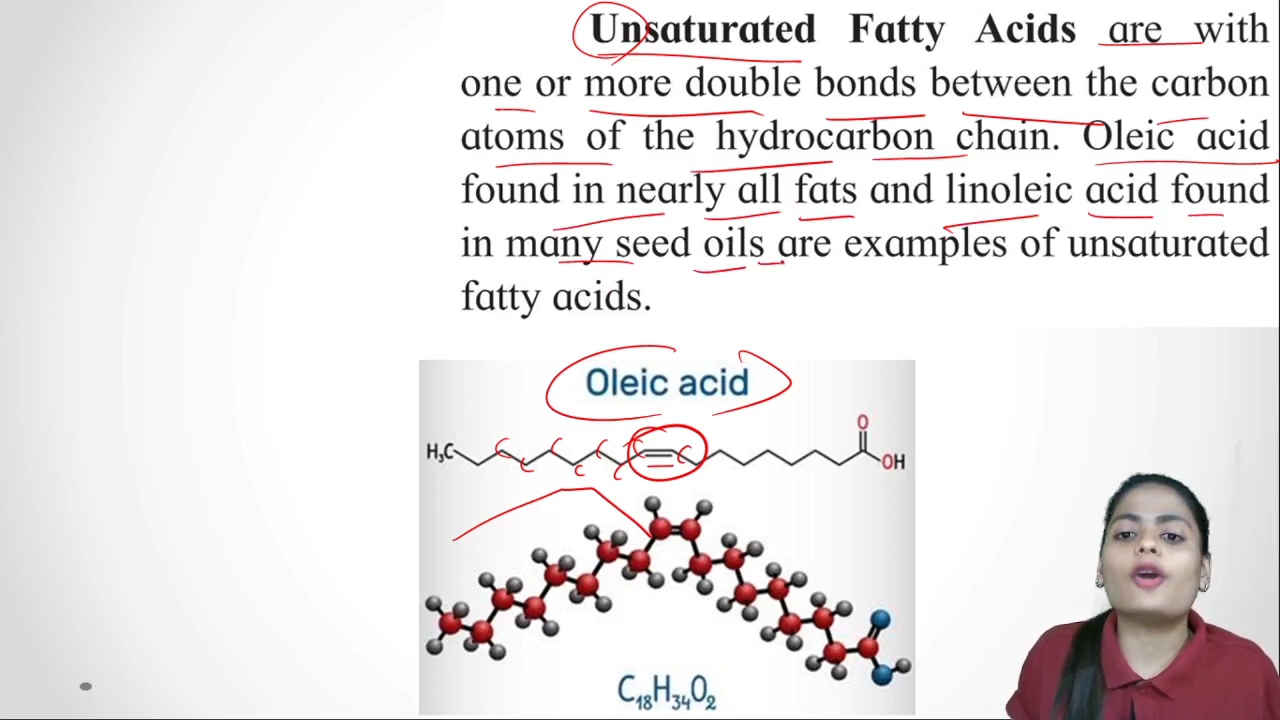 Unsaturated Fatty Acids are with
one or more double bonds between the carbon
atoms of the hydrocarbon chain. Oleic acid
found in nearly all fats and linoleic acid found
in many seed oils are examples of unsaturated
fatty acids.
Oleic acid
H₃C
O
OH
C C C C C C C C
C₁₈H₃₄O₂